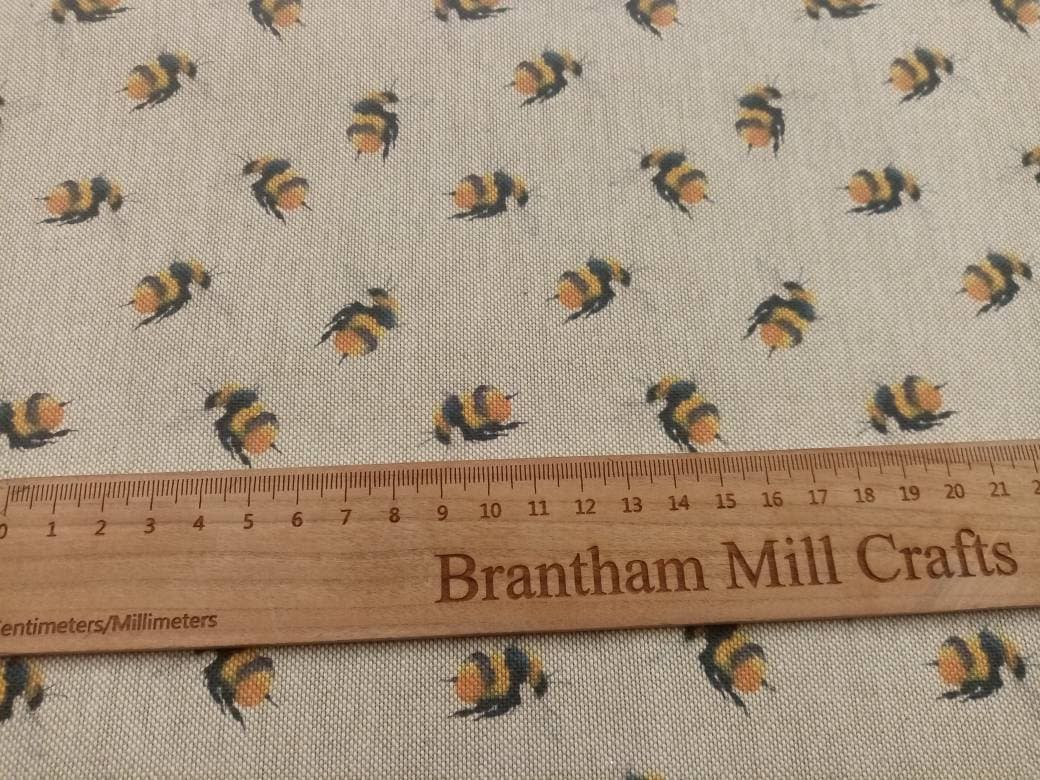 0 1 2 3 4 5 6 7 8 9 10 11 12 13 14 15 16 17 18 19 20 21
Brantham Mill Crafts
entimeters/Millimeters